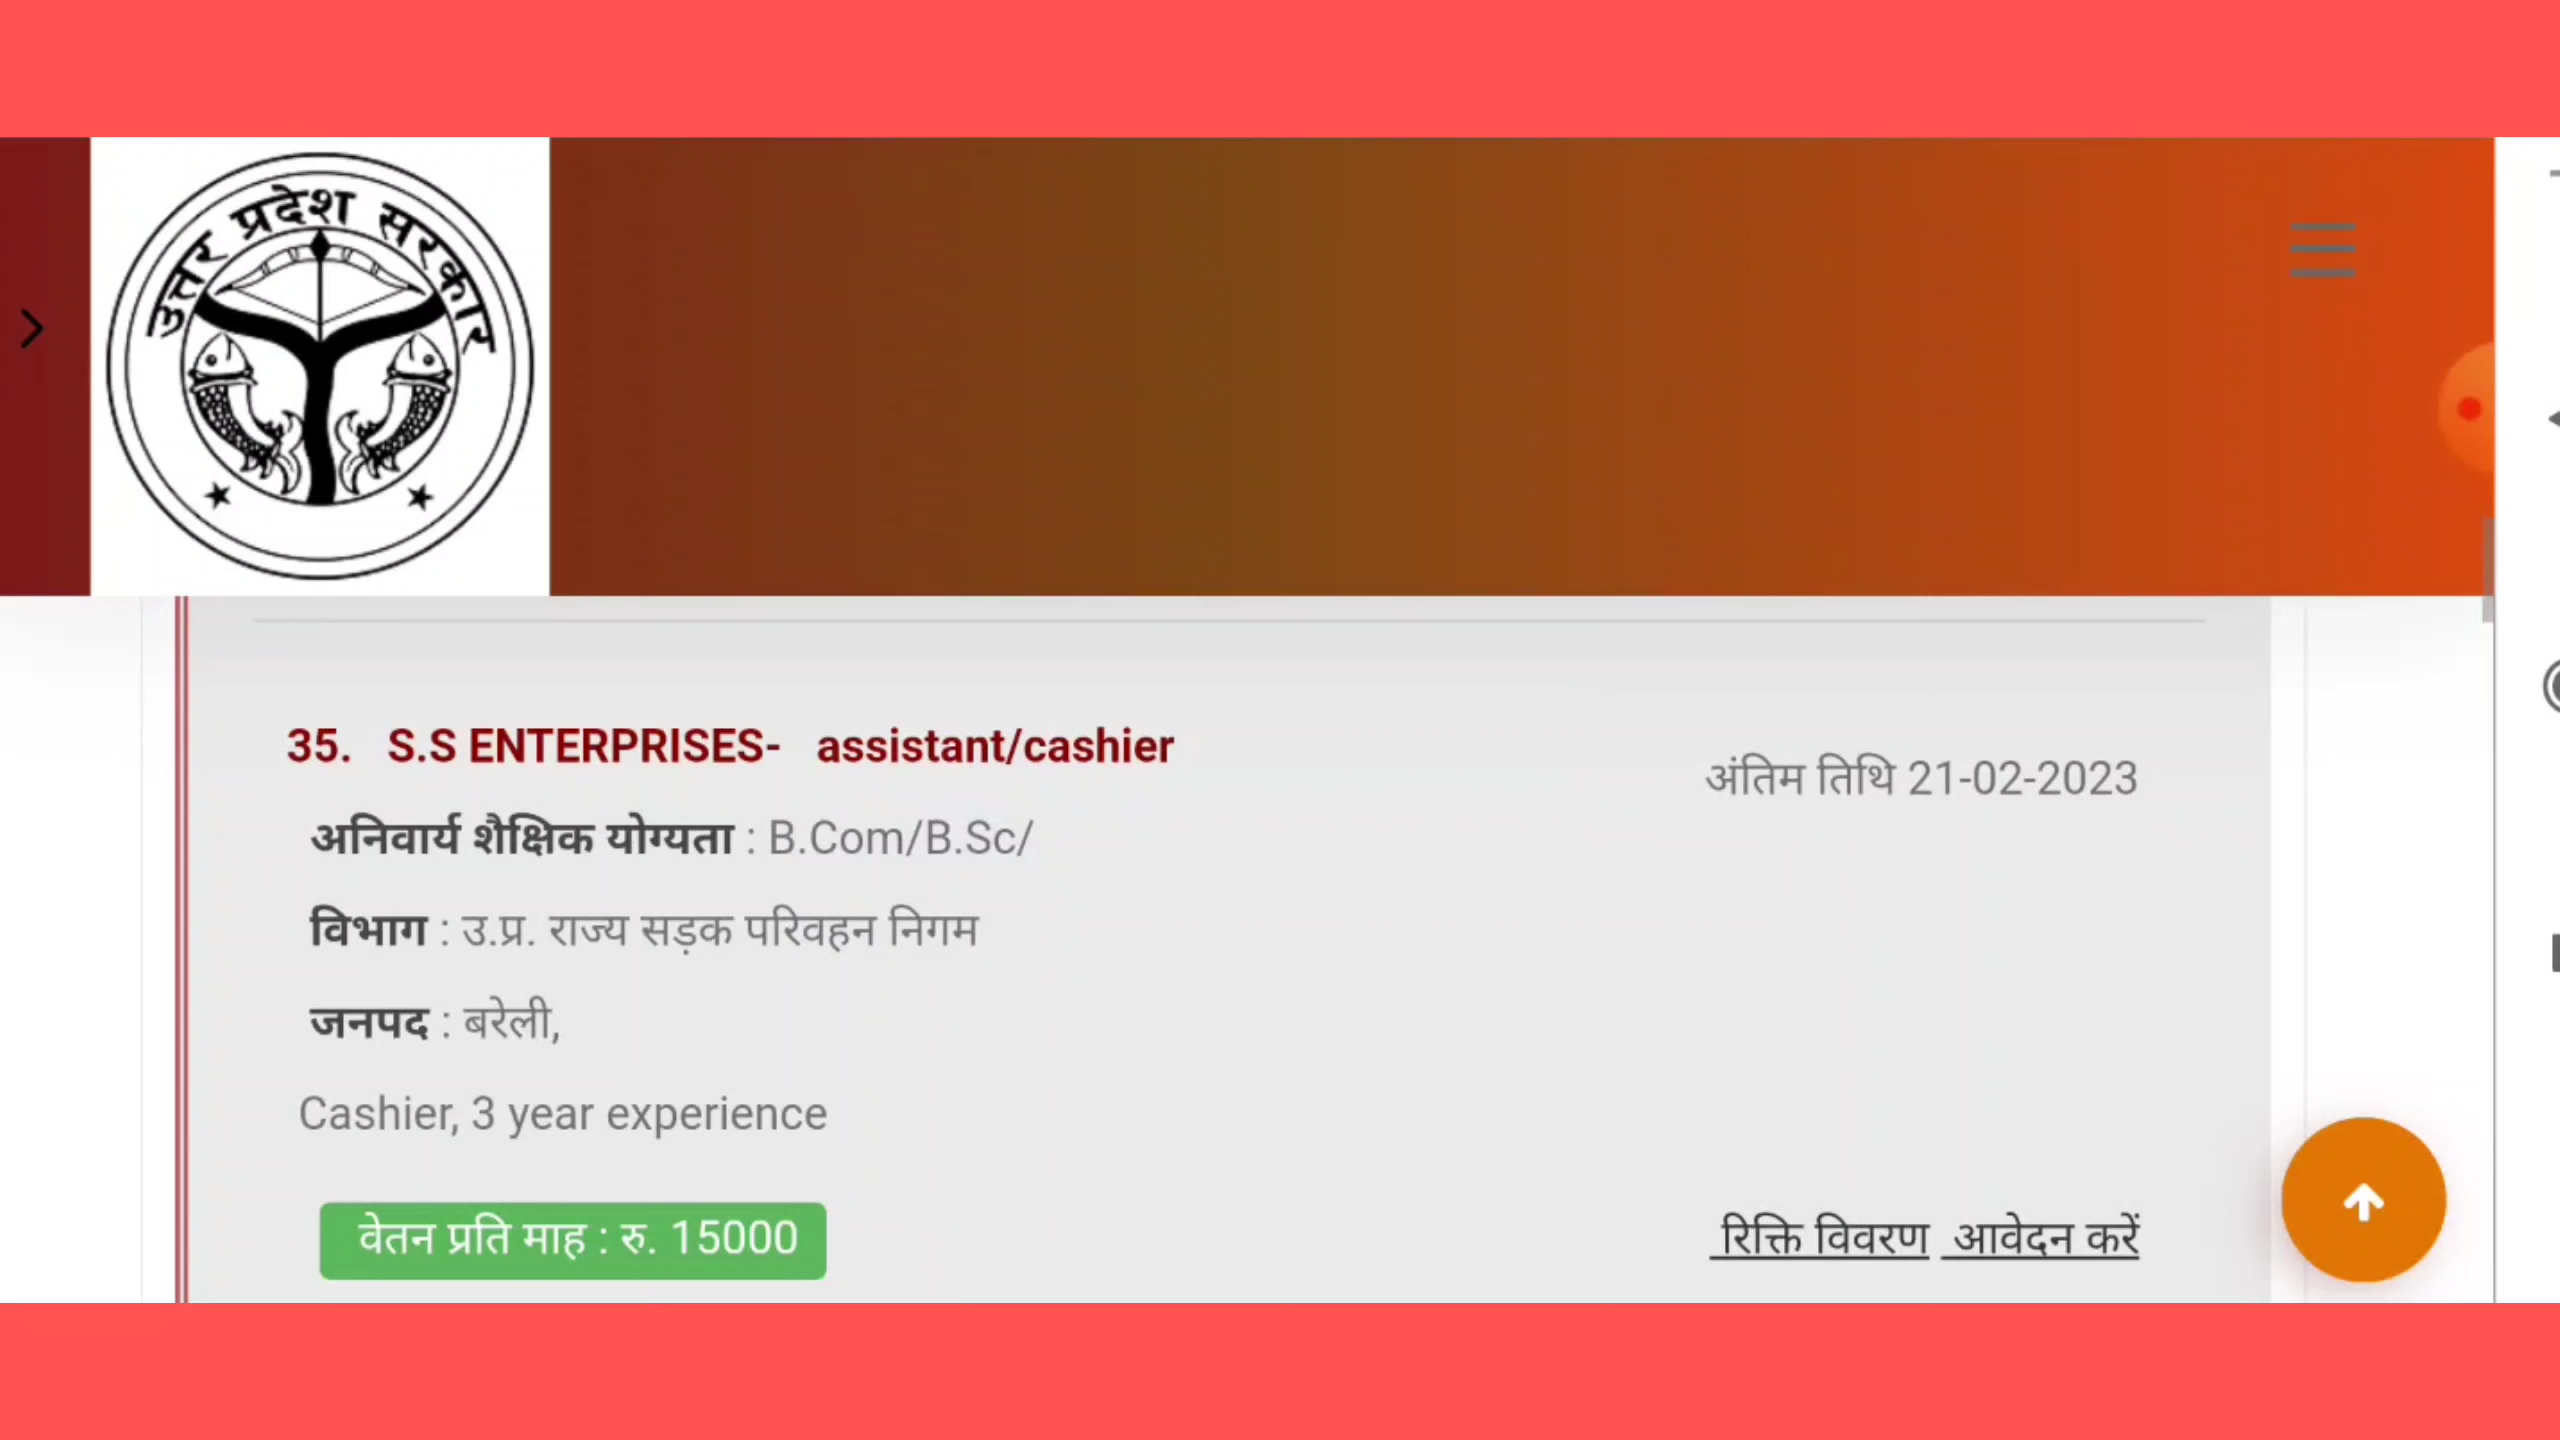 उत्तर प्रदेश सरकार
35. S.S ENTERPRISES- assistant/cashier
अंतिम तिथि 21-02-2023
अनिवार्य शैक्षिक योग्यता : B.Com/B.Sc/
विभाग : उ.प्र. राज्य सड़क परिवहन निगम
जनपद : बरेली,
Cashier, 3 year experience
वेतन प्रति माह : रु. 15000
रिक्ति विवरण आवेदन करें